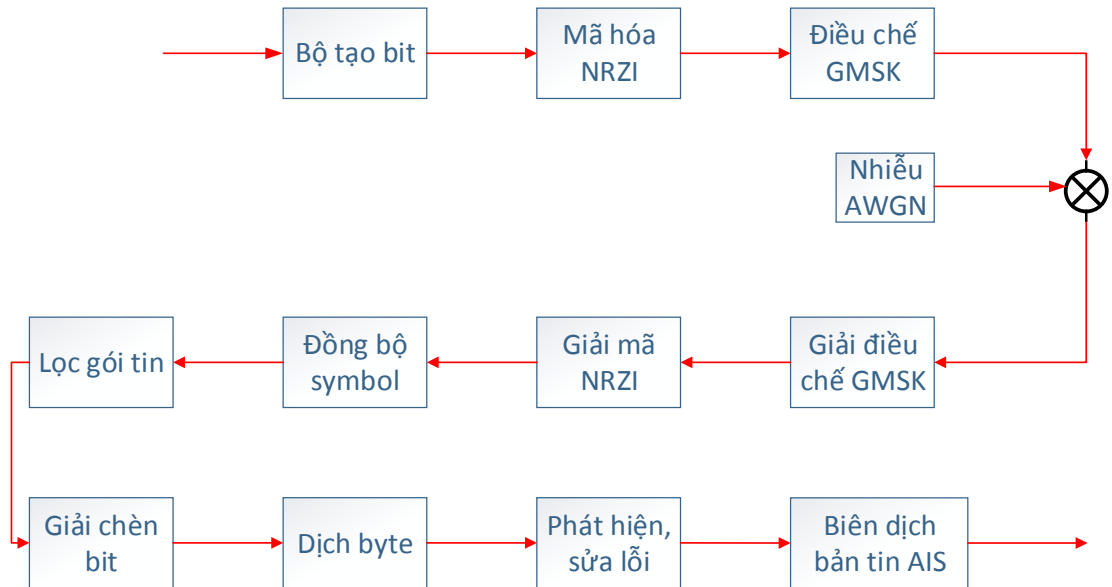 Bộ tạo bit
Mã hóa
NRZI
Điều chế
GMSK
Nhiễu
AWGN
Lọc gói tin
Đồng bộ
symbol
Giải mã
NRZI
Giải điều
chế GMSK
Giải chèn
bit
Dịch byte
Phát hiện,
sửa lỗi
Biên dịch
bản tin AIS